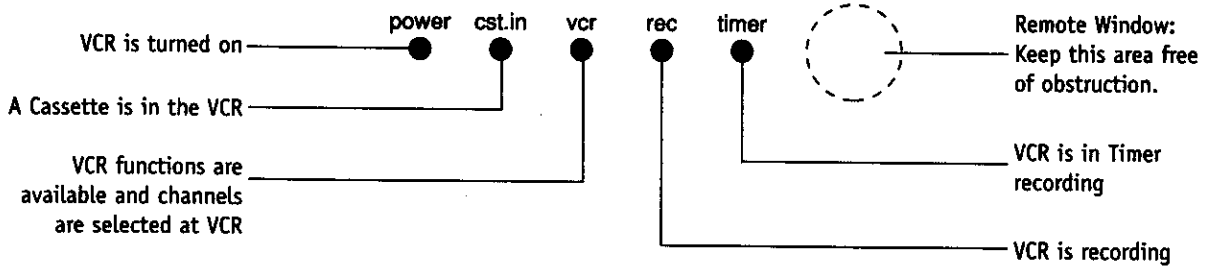 power cst.in vcr rec timer
VCR is turned on
A Cassette is in the VCR
VCR functions are
available and channels
are selected at VCR
Remote Window:
Keep this area free
of obstruction.
VCR is in Timer
recording
VCR is recording